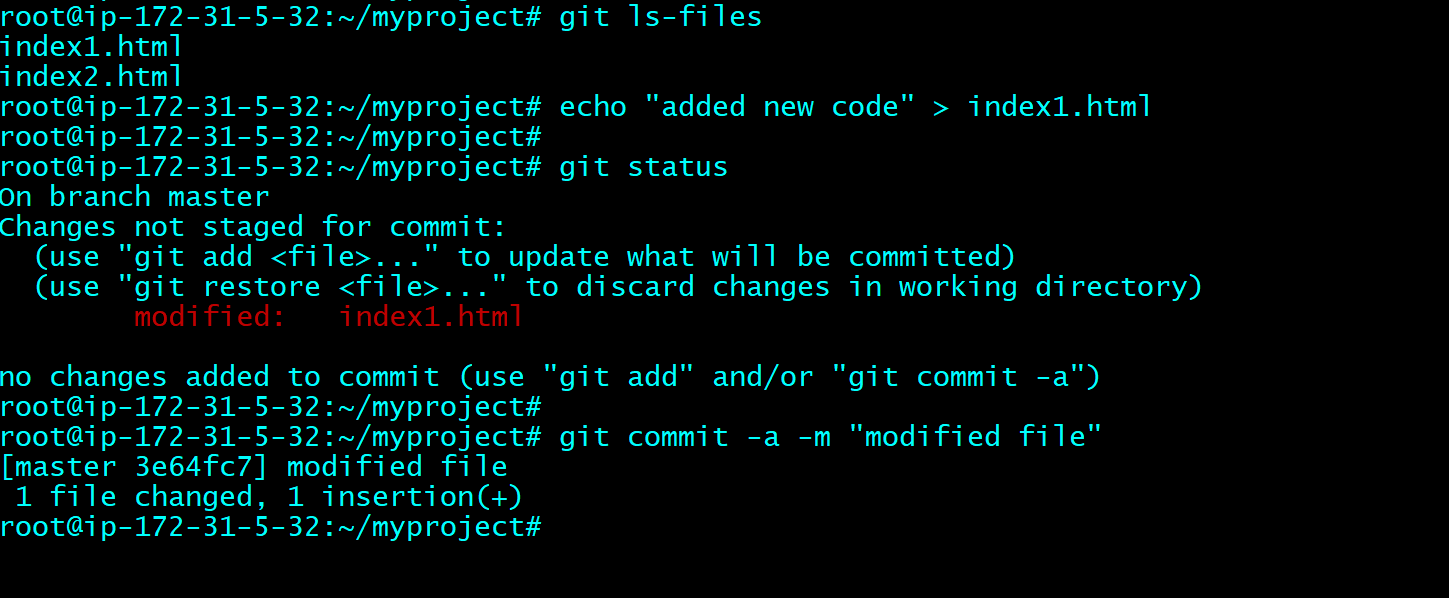 root@ip-172-31-5-32:~/myproject# git ls-files
index1.html
index2.html
root@ip-172-31-5-32:~/myproject# echo "added new code" > index1.html
root@ip-172-31-5-32:~/myproject#
root@ip-172-31-5-32:~/myproject# git status
On branch master
Changes not staged for commit:
  (use "git add <file>..." to update what will be committed)
  (use "git restore <file>..." to discard changes in working directory)
        modified:   index1.html

no changes added to commit (use "git add" and/or "git commit -a")
root@ip-172-31-5-32:~/myproject#
root@ip-172-31-5-32:~/myproject# git commit -a -m "modified file"
[master 3e64fc7] modified file
 1 file changed, 1 insertion(+)
root@ip-172-31-5-32:~/myproject#